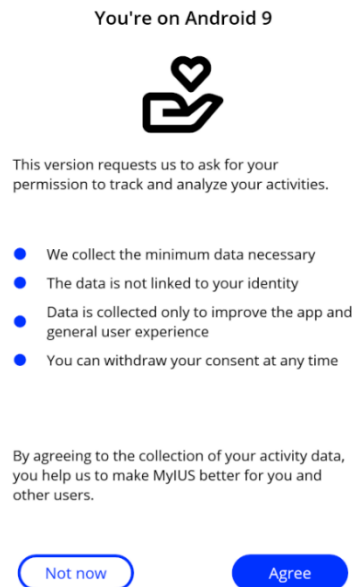 You're on Android 9
This version requests us to ask for your
permission to track and analyze your activities.
We collect the minimum data necessary
The data is not linked to your identity
Data is collected only to improve the app and
general user experience
You can withdraw your consent at any time
By agreeing to the collection of your activity data,
you help us to make MyIUS better for you and
other users.
Not now
Agree